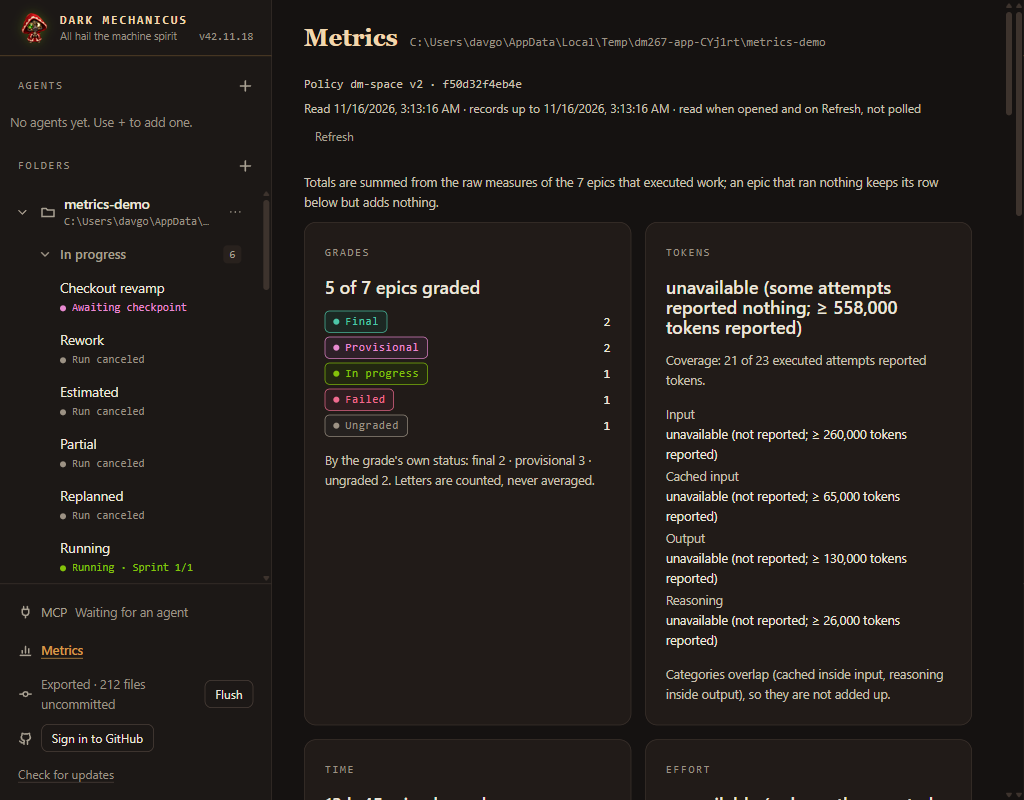 DARK MECHANICUS
All hail the machine spirit v42.11.18
AGENTS
No agents yet. Use + to add one.
FOLDERS
metrics-demo
C:\Users\davgo\AppData\…
In progress 6
Checkout revamp
Awaiting checkpoint
Rework
Run canceled
Estimated
Run canceled
Partial
Run canceled
Replanned
Run canceled
Running
Running · Sprint 1/1
MCP Waiting for an agent
Metrics
Exported · 212 files
uncommitted
Flush
Sign in to GitHub
Check for updates
Metrics C:\Users\davgo\AppData\Local\Temp\dm267-app-CYj1rt\metrics-demo
Policy dm-space v2 · f50d32f4eb4e
Read 11/16/2026, 3:13:16 AM · records up to 11/16/2026, 3:13:16 AM · read when opened and on Refresh, not polled
Refresh
Totals are summed from the raw measures of the 7 epics that executed work; an epic that ran nothing keeps its row
below but adds nothing.
GRADES
5 of 7 epics graded
Final 2
Provisional 2
In progress 1
Failed 1
Ungraded 1
By the grade's own status: final 2 · provisional 3 ·
ungraded 2. Letters are counted, never averaged.
TOKENS
unavailable (some attempts
reported nothing; ≥ 558,000
tokens reported)
Coverage: 21 of 23 executed attempts reported
tokens.
Input
unavailable (not reported; ≥ 260,000 tokens
reported)
Cached input
unavailable (not reported; ≥ 65,000 tokens
reported)
Output
unavailable (not reported; ≥ 130,000 tokens
reported)
Reasoning
unavailable (not reported; ≥ 26,000 tokens
reported)
Categories overlap (cached inside input, reasoning
inside output), so they are not added up.
TIME
EFFORT